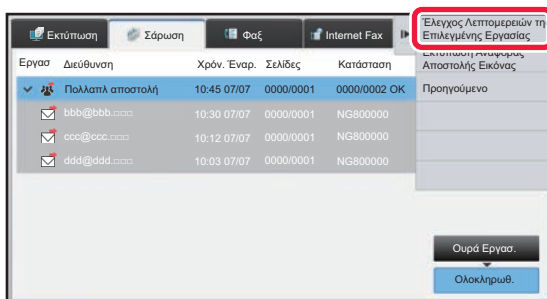 Εκτύπωση Σάρωση Φαξ Internet Fax
Έλεγχος Λεπτομερειών τη
Επιλεγμένης Εργασίας
Εκτύπωση Αναφοράς
Αποστολής Εικόνας
Προηγούμενο
Εργασ Διεύθυνση Χρόν. Έναρ. Σελίδες Κατάσταση
Πολλαπλ αποστολή 10:45 07/07 0000/0001 0000/0002 OK
bbb@bbb.□□□ 10:30 07/07 0000/0001 NG800000
ccc@ccc.□□□ 10:12 07/07 0000/0001 NG800000
ddd@ddd.□□□ 10:03 07/07 0000/0001 NG800000
Ουρά Εργασ.
Ολοκληρωθ.